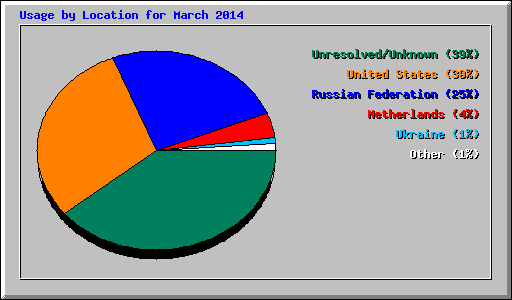 Usage by Location for March 2014
Unresolved/Unknown (39%)
United States (30%)
Russian Federation (25%)
Netherlands (4%)
Ukraine (1%)
Other (1%)